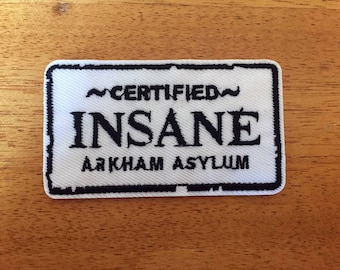 ~CERTIFIED~
INSANE
ARKHAM ASYLUM